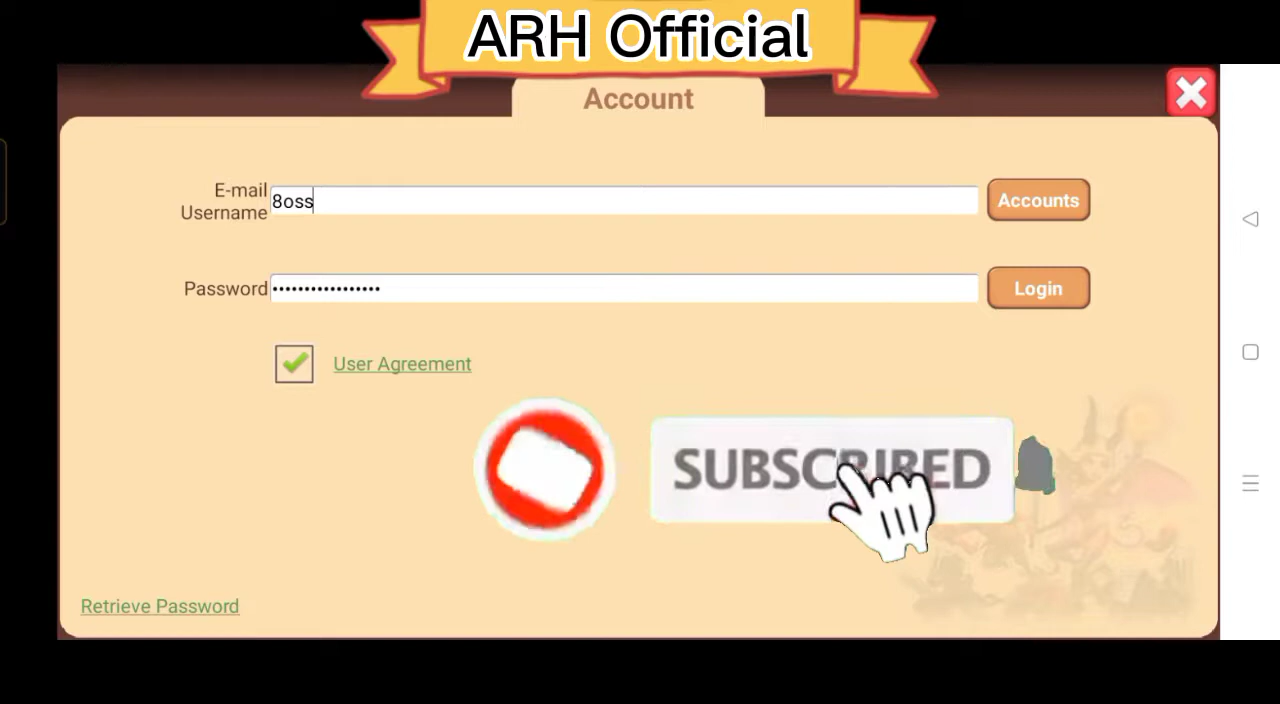 ARH Official
Account
E-mail
Username
8oss
Accounts
Password
•••••••••••••••••
Login
User Agreement
SUBSCRIBED
Retrieve Password